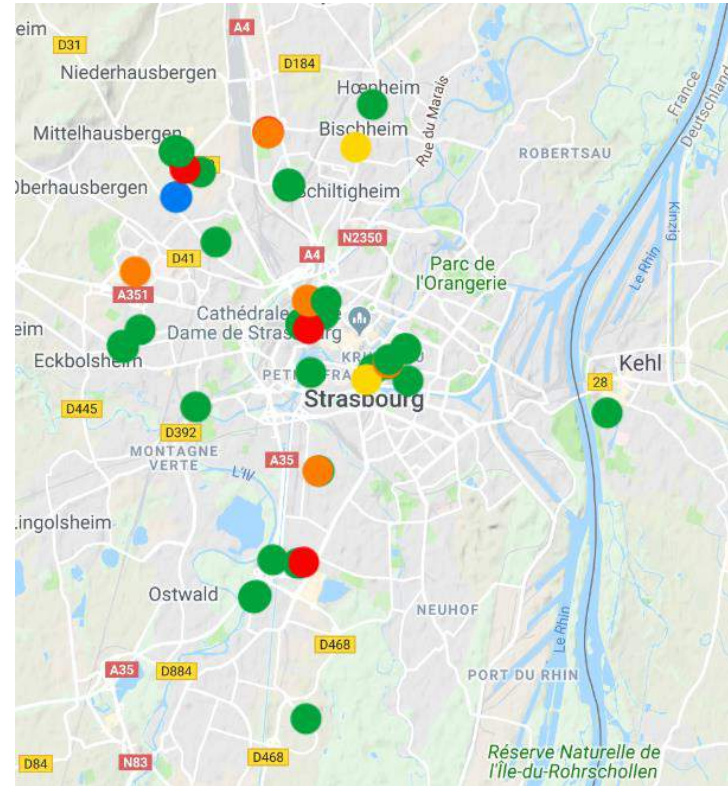 A4
eim
D31
D184
Niederhausbergen
Hœnheim
Rue du Marais
France
Deutschland
Mittelhausbergen
Bischheim
ROBERTSAU
Oberhausbergen
Schiltigheim
Kinzig
N2350
A4
D41
Parc de
l'Orangerie
Le Rhin
A351
Cathédrale
Dame de Strasbourg
eim
Eckbolsheim
Kehl
28
Strasbourg
D445
D392
MONTAGNE
VERTE
A35
L'Ill
Lingolsheim
Ostwald
NEUHOF
Le Rhin
D468
A35
D884
PORT DU RHIN
D468
D84
N83
Réserve Naturelle de
l'Île-du-Rohrschollen